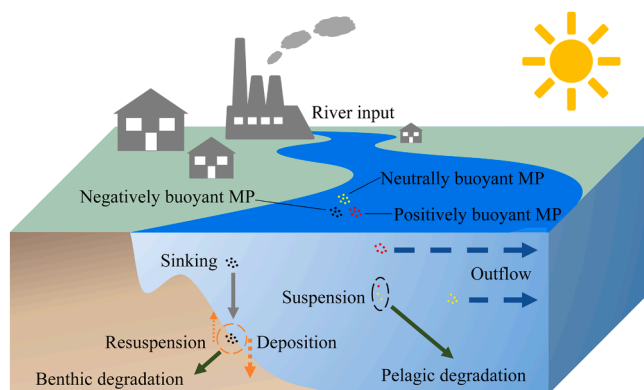 River input
Neutrally buoyant MP
Negatively buoyant MP
Positively buoyant MP
Sinking
Outflow
Suspension
Resuspension
Deposition
Benthic degradation
Pelagic degradation